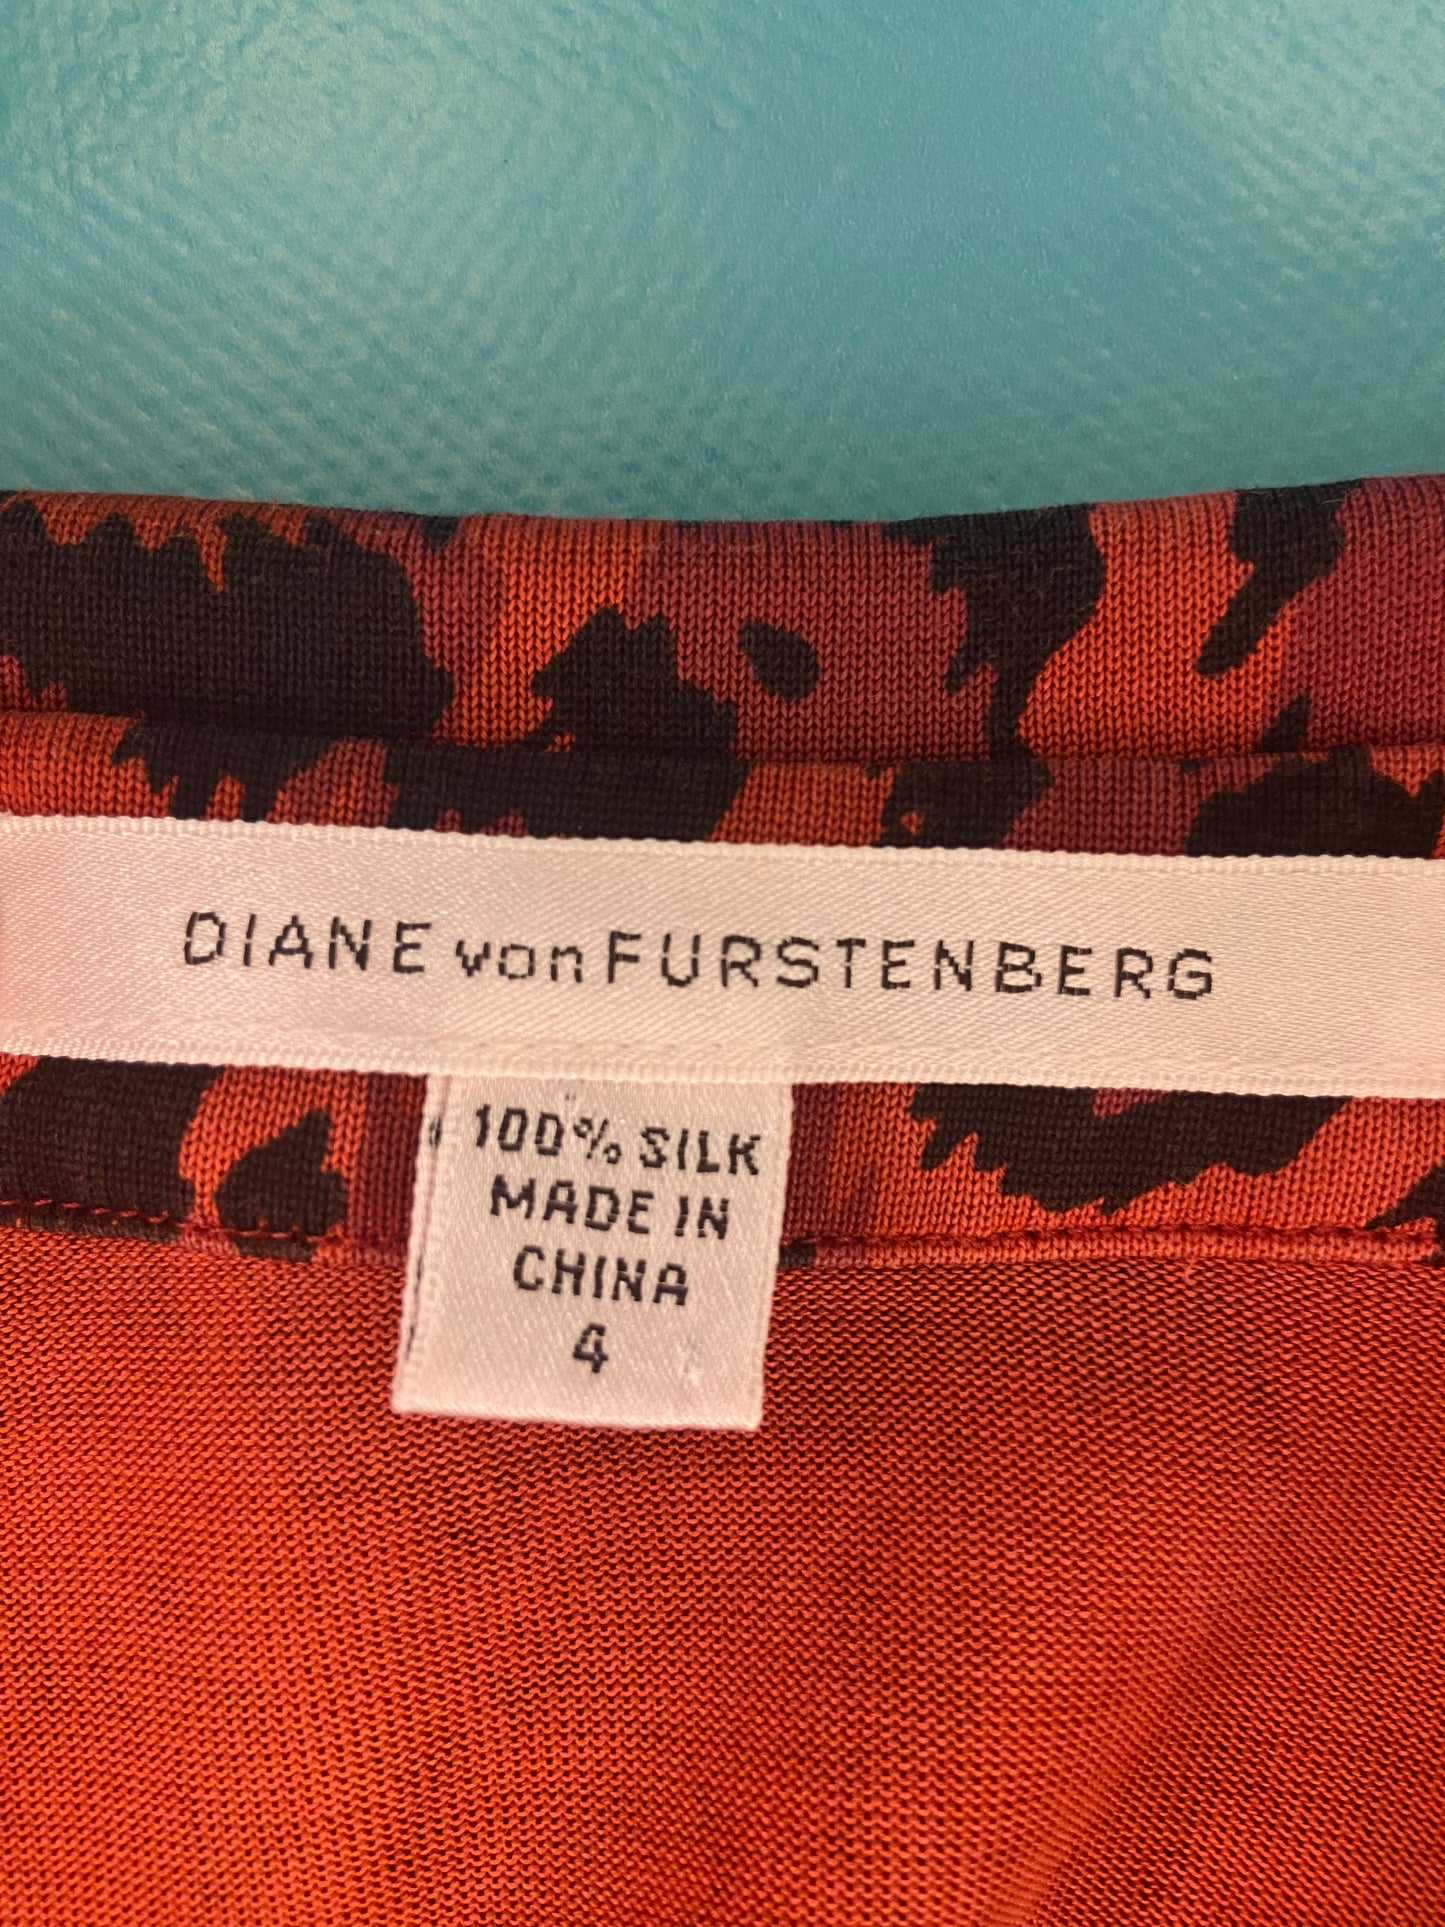 DIANE von FURSTENBERG
100% SILK
MADE IN
CHINA
4